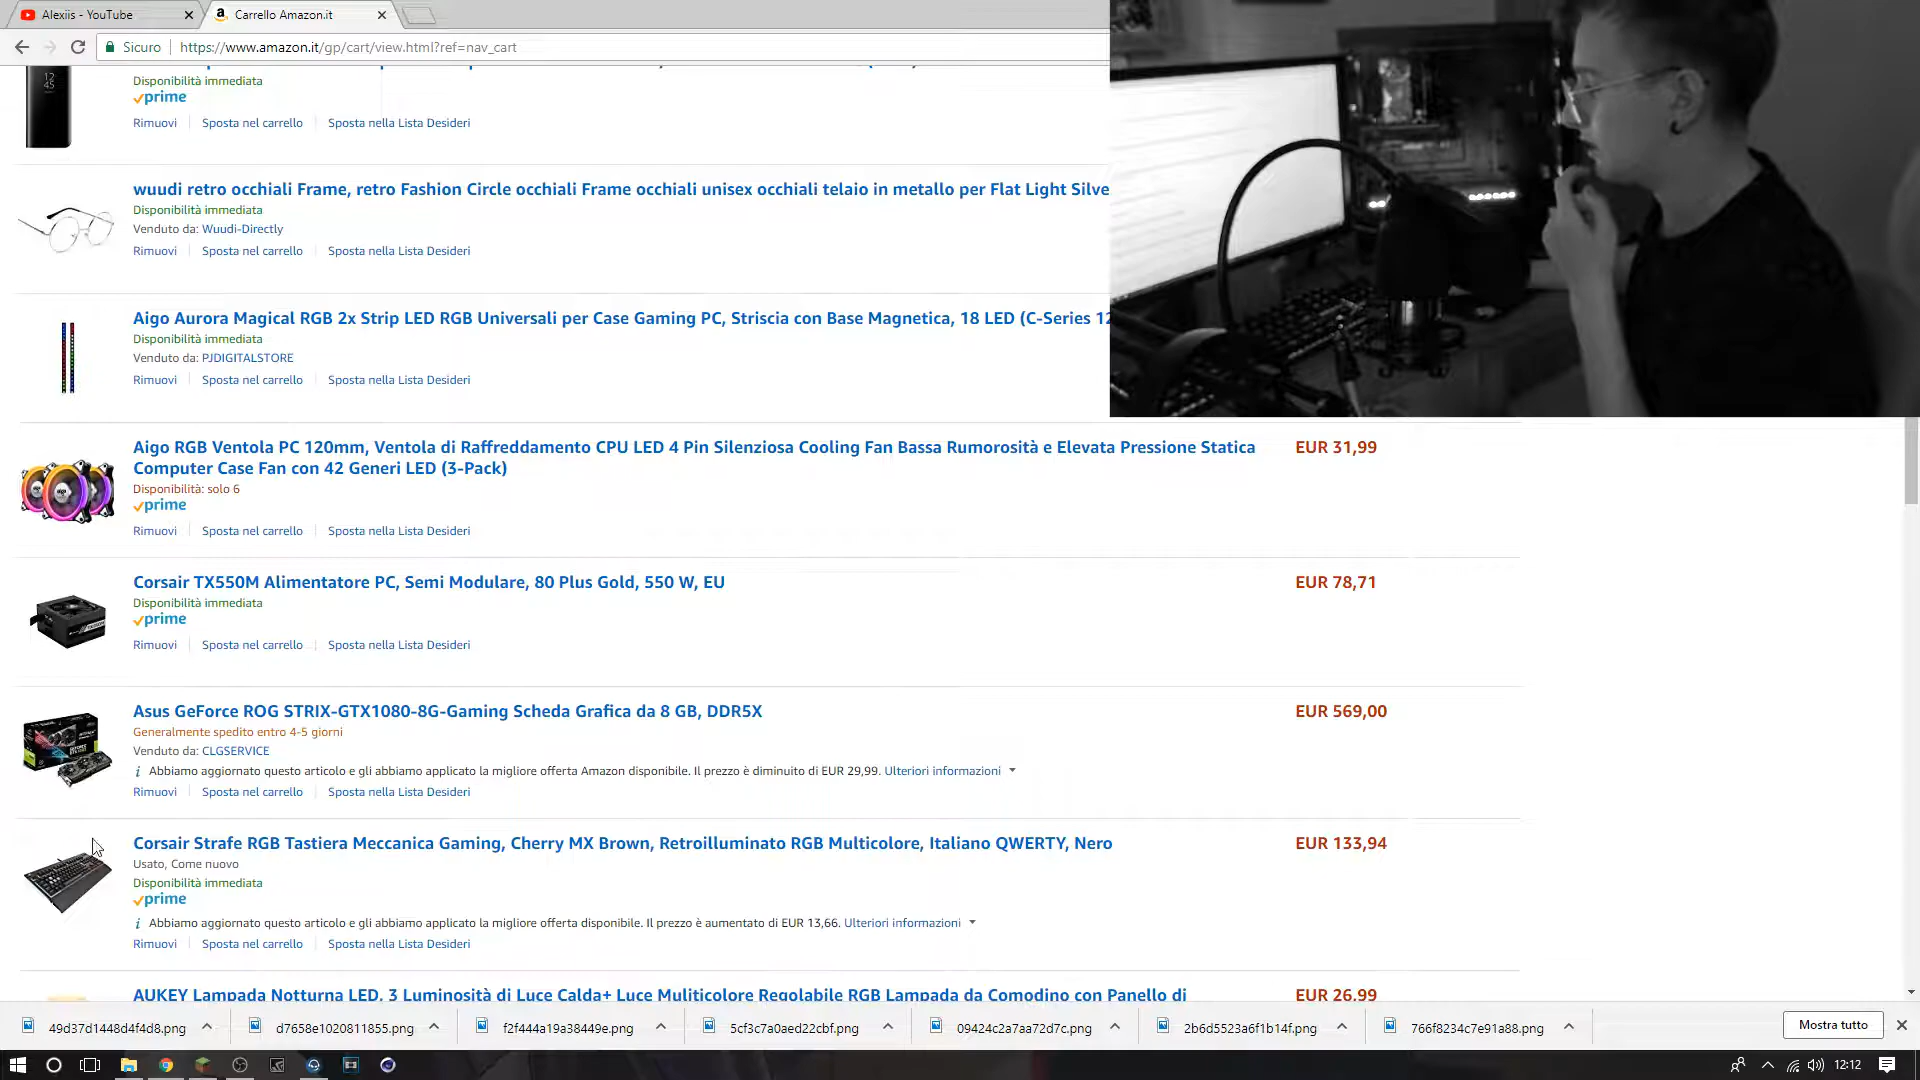 Alexiis - YouTube
Carrello Amazon.it
Sicuro
https://www.amazon.it/gp/cart/view.html?ref=nav_cart
12
45
Disponibilità immediata
prime
Rimuovi Sposta nel carrello Sposta nella Lista Desideri
wuudi retro occhiali Frame, retro Fashion Circle occhiali Frame occhiali unisex occhiali telaio in metallo per Flat Light Silve
Disponibilità immediata
Venduto da: Wuudi-Directly
Rimuovi Sposta nel carrello Sposta nella Lista Desideri
Aigo Aurora Magical RGB 2x Strip LED RGB Universali per Case Gaming PC, Striscia con Base Magnetica, 18 LED (C-Series 12
Disponibilità immediata
Venduto da: PJDIGITALSTORE
Rimuovi Sposta nel carrello Sposta nella Lista Desideri
Aigo RGB Ventola PC 120mm, Ventola di Raffreddamento CPU LED 4 Pin Silenziosa Cooling Fan Bassa Rumorosità e Elevata Pressione Statica EUR 31,99
Computer Case Fan con 42 Generi LED (3-Pack)
Disponibilità: solo 6
prime
Rimuovi Sposta nel carrello Sposta nella Lista Desideri
Corsair TX550M Alimentatore PC, Semi Modulare, 80 Plus Gold, 550 W, EU EUR 78,71
Disponibilità immediata
prime
Rimuovi Sposta nel carrello Sposta nella Lista Desideri
Asus GeForce ROG STRIX-GTX1080-8G-Gaming Scheda Grafica da 8 GB, DDR5X EUR 569,00
Generalmente spedito entro 4-5 giorni
Venduto da: CLGSERVICE
i Abbiamo aggiornato questo articolo e gli abbiamo applicato la migliore offerta Amazon disponibile. Il prezzo è diminuito di EUR 29,99. Ulteriori informazioni
Rimuovi Sposta nel carrello Sposta nella Lista Desideri
Corsair Strafe RGB Tastiera Meccanica Gaming, Cherry MX Brown, Retroilluminato RGB Multicolore, Italiano QWERTY, Nero EUR 133,94
Usato, Come nuovo
Disponibilità immediata
prime
i Abbiamo aggiornato questo articolo e gli abbiamo applicato la migliore offerta disponibile. Il prezzo è aumentato di EUR 13,66. Ulteriori informazioni
Rimuovi Sposta nel carrello Sposta nella Lista Desideri
AUKEY Lampada Notturna LED, 3 Luminosità di Luce Calda+ Luce Muliticolore Regolabile RGB Lampada da Comodino con Panello di EUR 26,99
49d37d1448d4f4d8.png d7658e1020811855.png f2f444a19a38449e.png 5cf3c7a0aed22cbf.png 09424c2a7aa72d7c.png 2b6d5523a6f1b14f.png 766f8234c7e91a88.png Mostra tutto
12:12